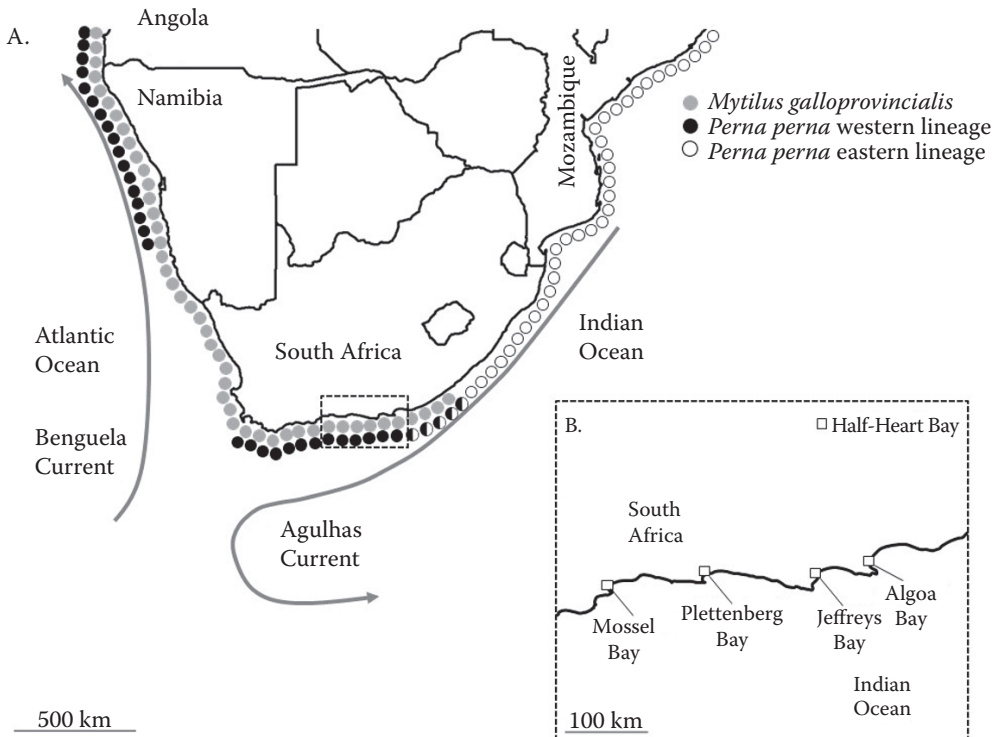 A.
Angola
Namibia
Mozambique
Mytilus galloprovincialis
Perna perna western lineage
Perna perna eastern lineage
Atlantic
Ocean
Benguela
Current
South Africa
Indian
Ocean
Agulhas
Current
500 km
B.
Half-Heart Bay
South
Africa
Mossel
Bay
Plettenberg
Bay
Jeffreys
Bay
Algoa
Bay
Indian
Ocean
100 km